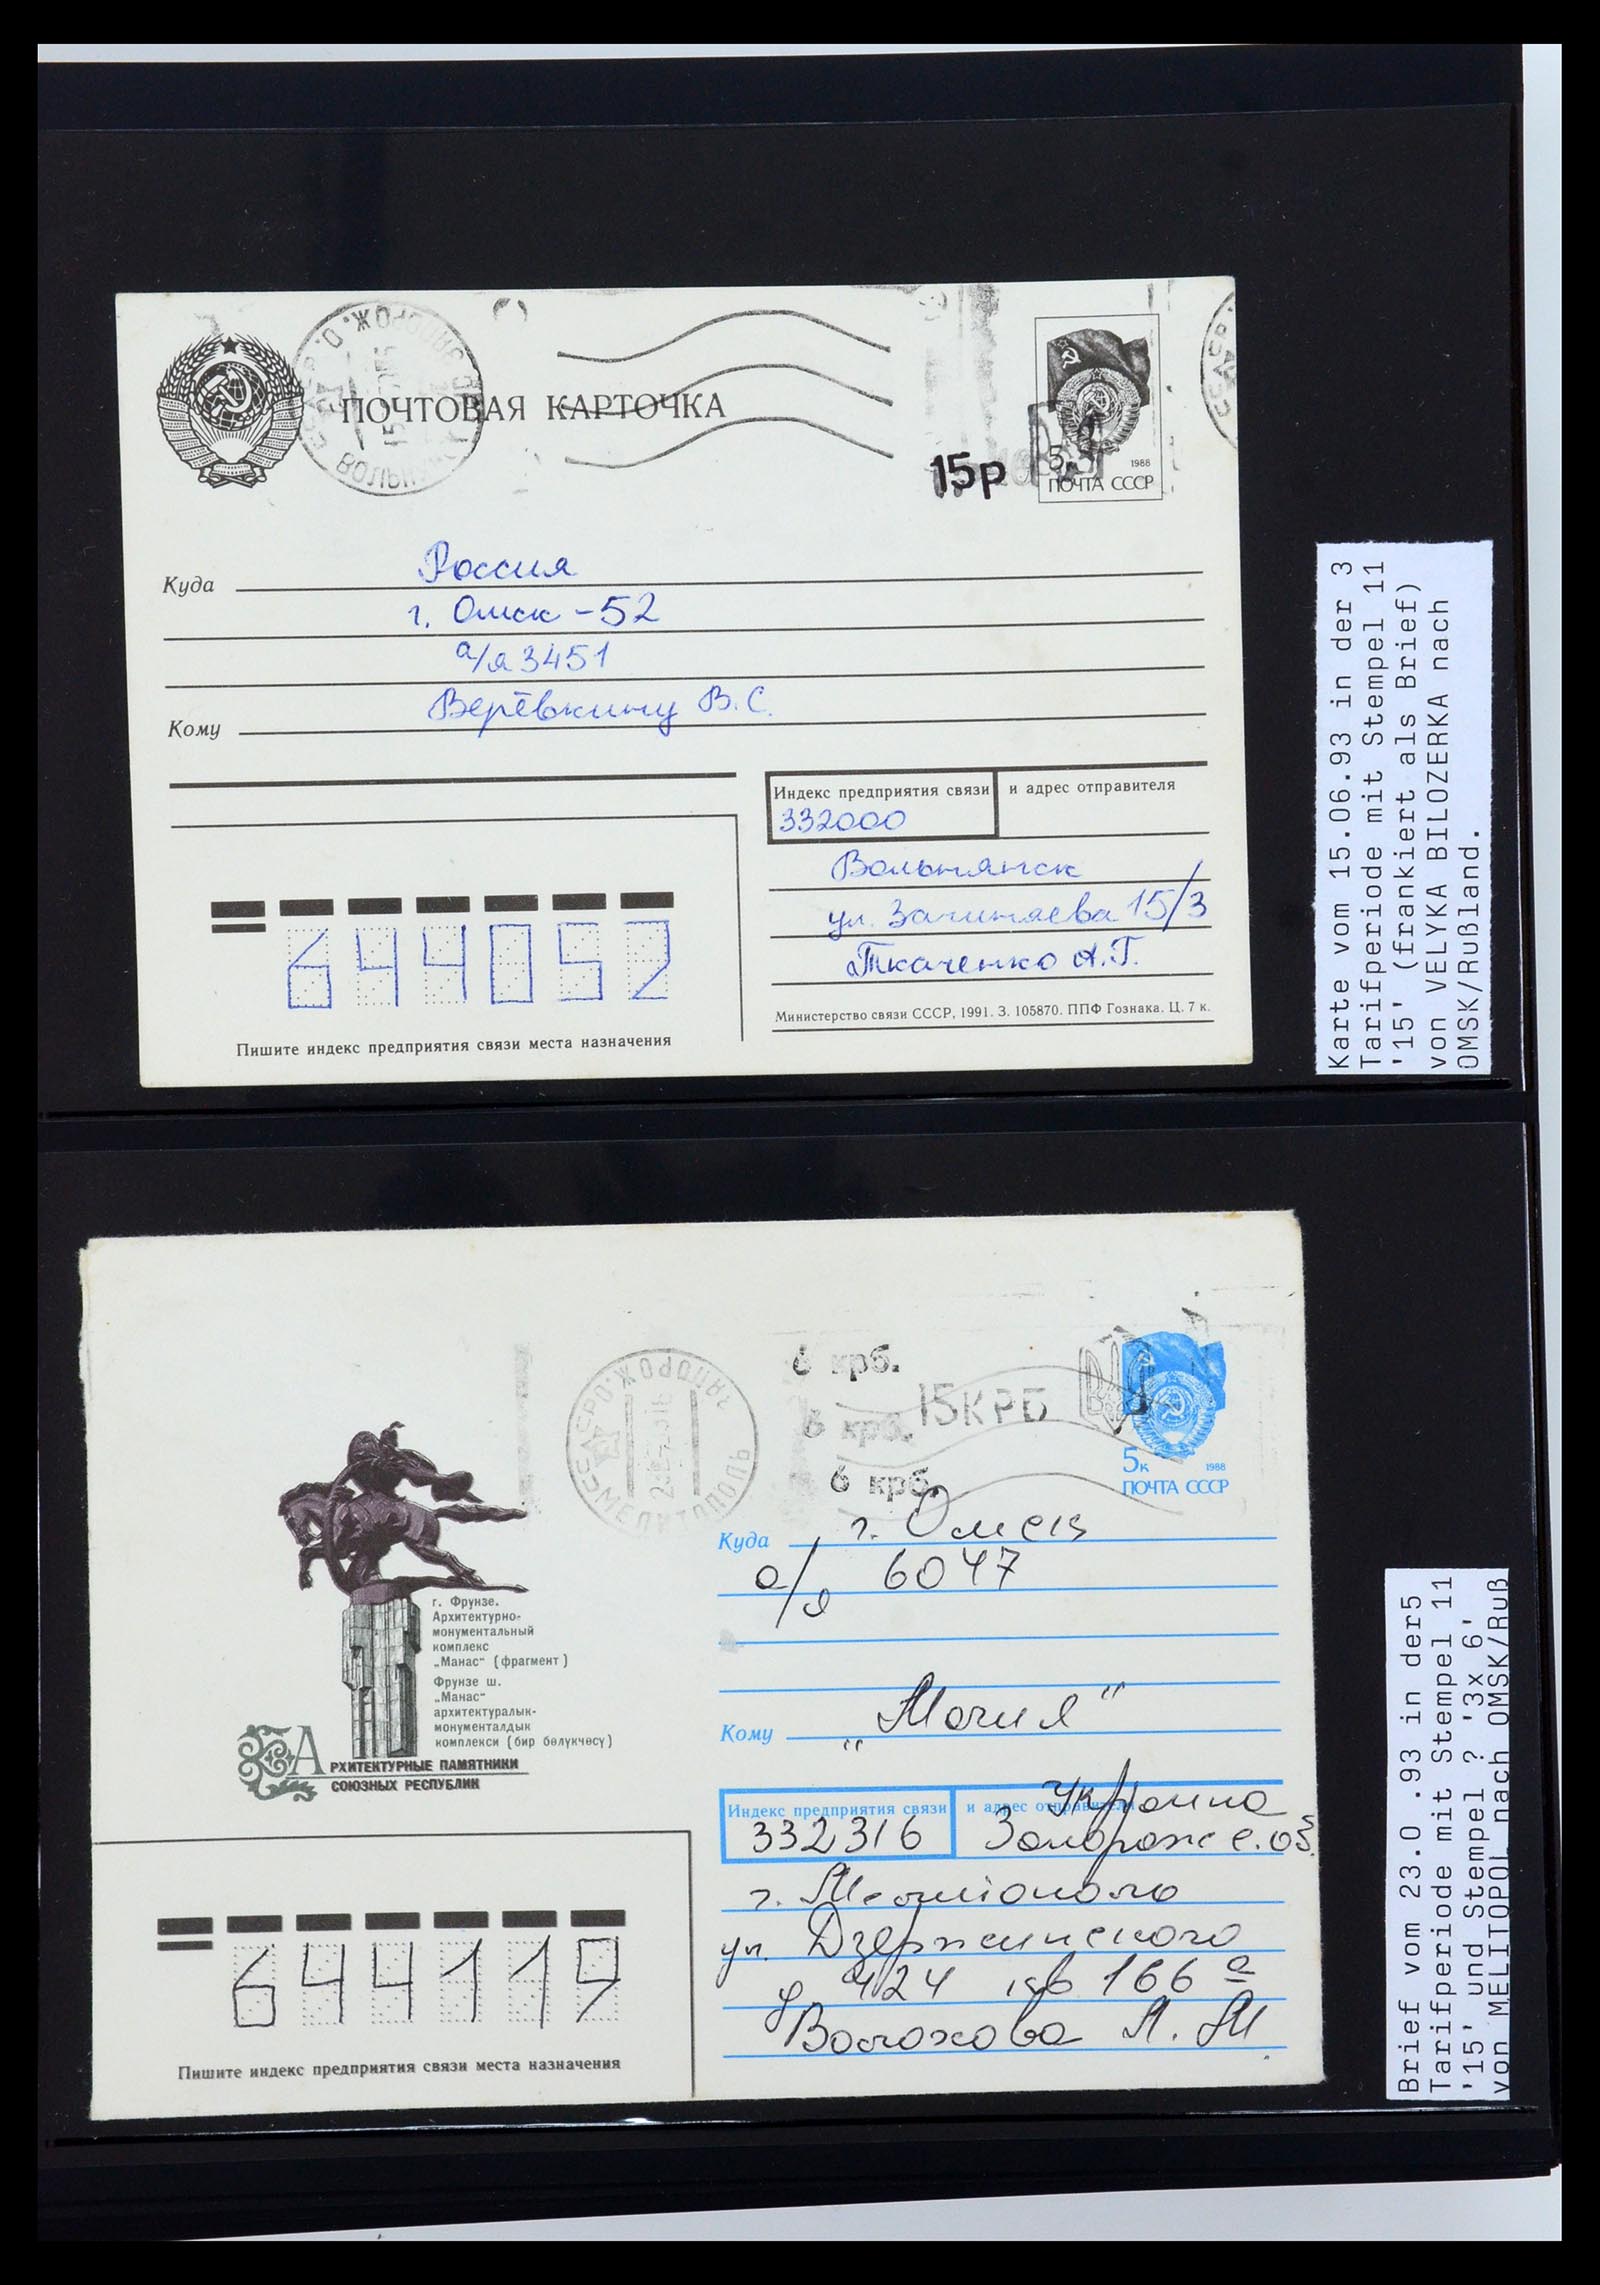 ПОЧТОВАЯ КАРТОЧКА
15р
5к
1988
ПОЧТА СССР
Куда
Россия
г. Омск - 52
а/я 3451
Кому
Верёвкину В.С.
Индекс предприятия связи
и адрес отправителя
332000
Вольнянск
ул. 15/3
Ткаченко А.Г.
644052
Министерство связи СССР, 1991. З. 105870. ППФ Гознака. Ц. 7 к.
Пишите индекс предприятия связи места назначения
Karte vom 15.06.93 in der 3
Tarifperiode mit Stempel 11
'15' (frankiert als Brief)
von VELYKA BILOZERKA nach
OMSK/Rußland.
СССР ЗАПОРОЖ. О.
МЕЛИТОПОЛЬ
6 крб.
6 крб.
15КРБ
6 крб.
5к
1988
ПОЧТА СССР
Куда
г. Омск
а/я 6047
Кому
"Магия"
г. Фрунзе.
Архитектурно-
монументальный
комплекс
„Манас“ (фрагмент)
Фрунзе ш.
„Манас“
архитектуралык-
монументалдык
комплекси (бир бөлүкчөсү)
АРХИТЕКТУРНЫЕ ПАМЯТНИКИ
СОЮЗНЫХ РЕСПУБЛИК
Индекс предприятия связи
и адрес отправителя
Украина
332316
Запорожс. об.
г. Мелитополь
ул. Дзержинского
д 424 кв 166 а
Волохова Л. М
644119
Пишите индекс предприятия связи места назначения
Brief vom 23.0 .93 in der5
Tarifperiode mit Stempel 11
'15' und Stempel ? '3x 6'
von MELITOPOL nach OMSK/Ruß